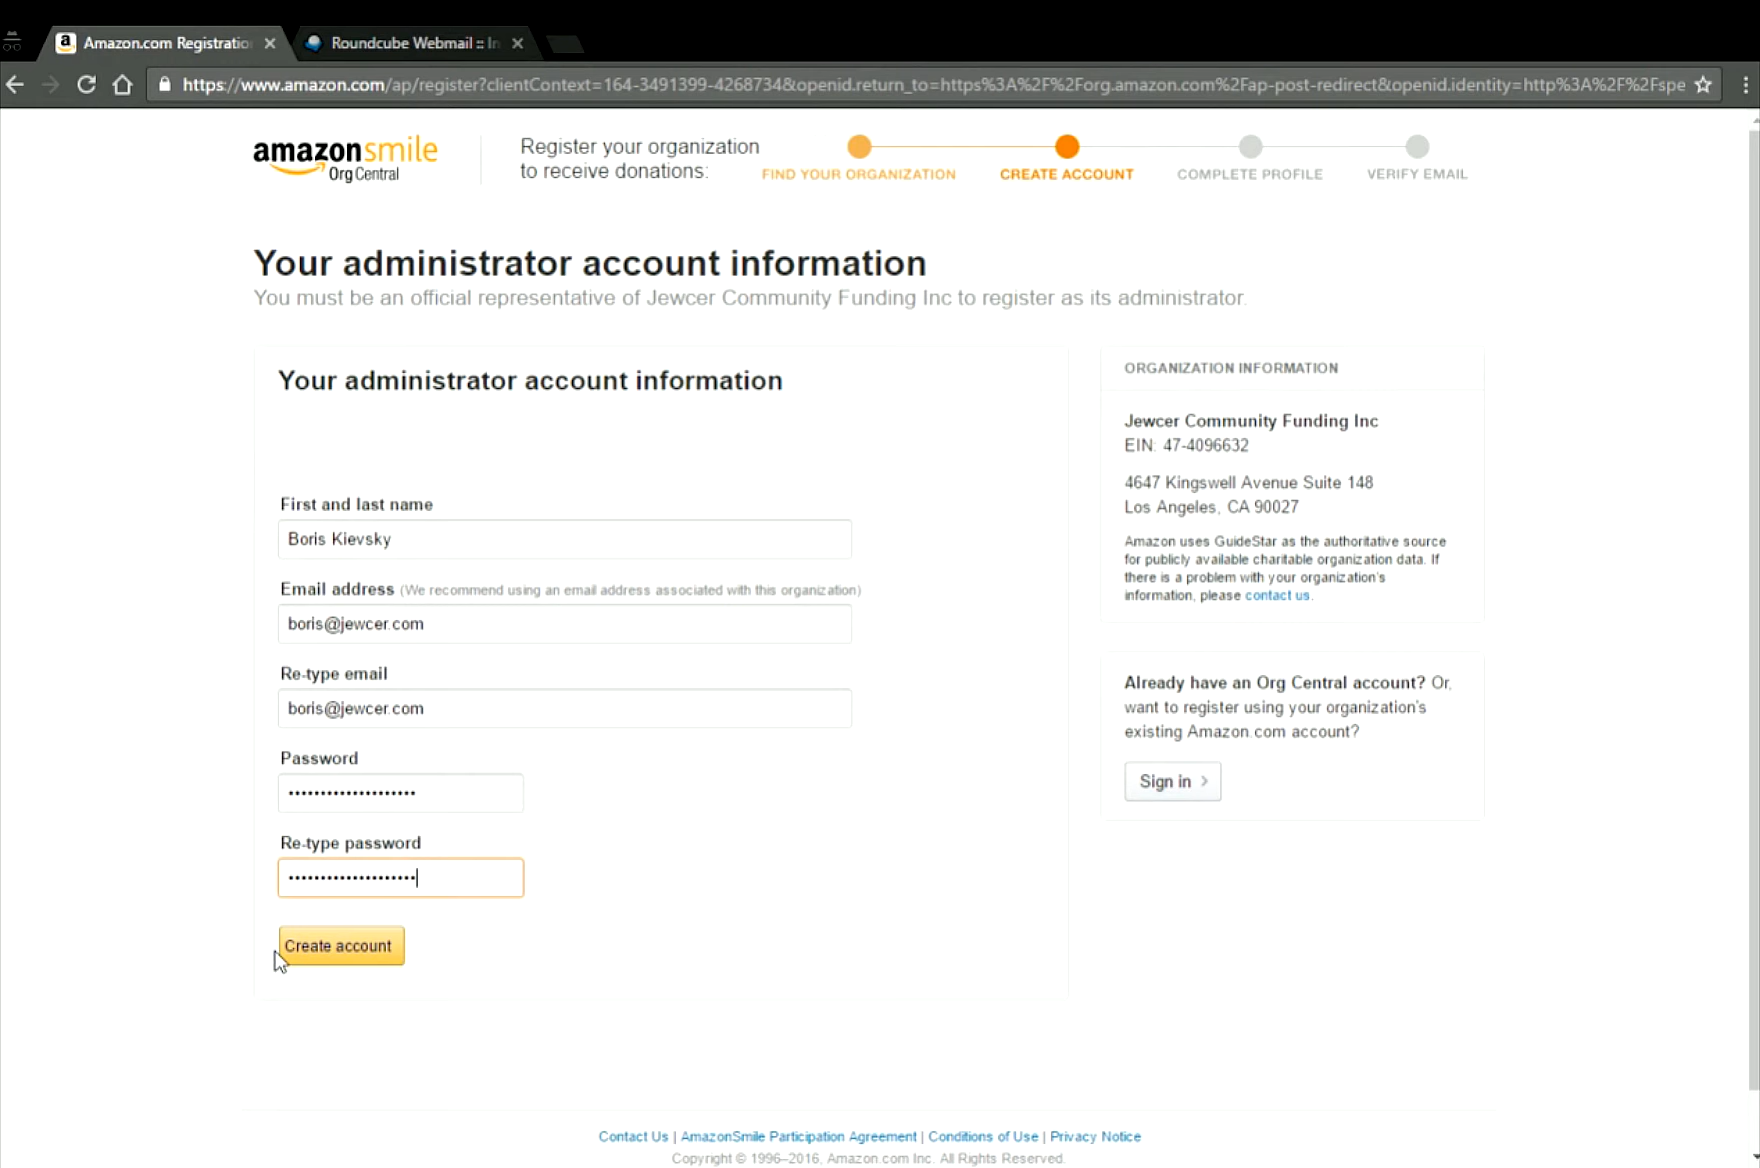 Amazon.com Registratio
Roundcube Webmail :: In
https://www.amazon.com/ap/register?clientContext=164-3491399-4268734&openid.return_to=https%3A%2F%2Forg.amazon.com%2Fap-post-redirect&openid.identity=http%3A%2F%2Fspe
amazonsmile
Org Central
Register your organization
to receive donations:
FIND YOUR ORGANIZATION
CREATE ACCOUNT
COMPLETE PROFILE
VERIFY EMAIL
Your administrator account information
You must be an official representative of Jewcer Community Funding Inc to register as its administrator.
Your administrator account information
First and last name
Boris Kievsky
Email address (We recommend using an email address associated with this organization)
boris@jewcer.com
Re-type email
boris@jewcer.com
Password
••••••••••••••••••••
Re-type password
••••••••••••••••••••
Create account
ORGANIZATION INFORMATION
Jewcer Community Funding Inc
EIN: 47-4096632
4647 Kingswell Avenue Suite 148
Los Angeles, CA 90027
Amazon uses GuideStar as the authoritative source
for publicly available charitable organization data. If
there is a problem with your organization's
information, please contact us.
Already have an Org Central account? Or,
want to register using your organization's
existing Amazon.com account?
Sign in
Contact Us | AmazonSmile Participation Agreement | Conditions of Use | Privacy Notice
Copyright © 1996–2016, Amazon.com Inc. All Rights Reserved.